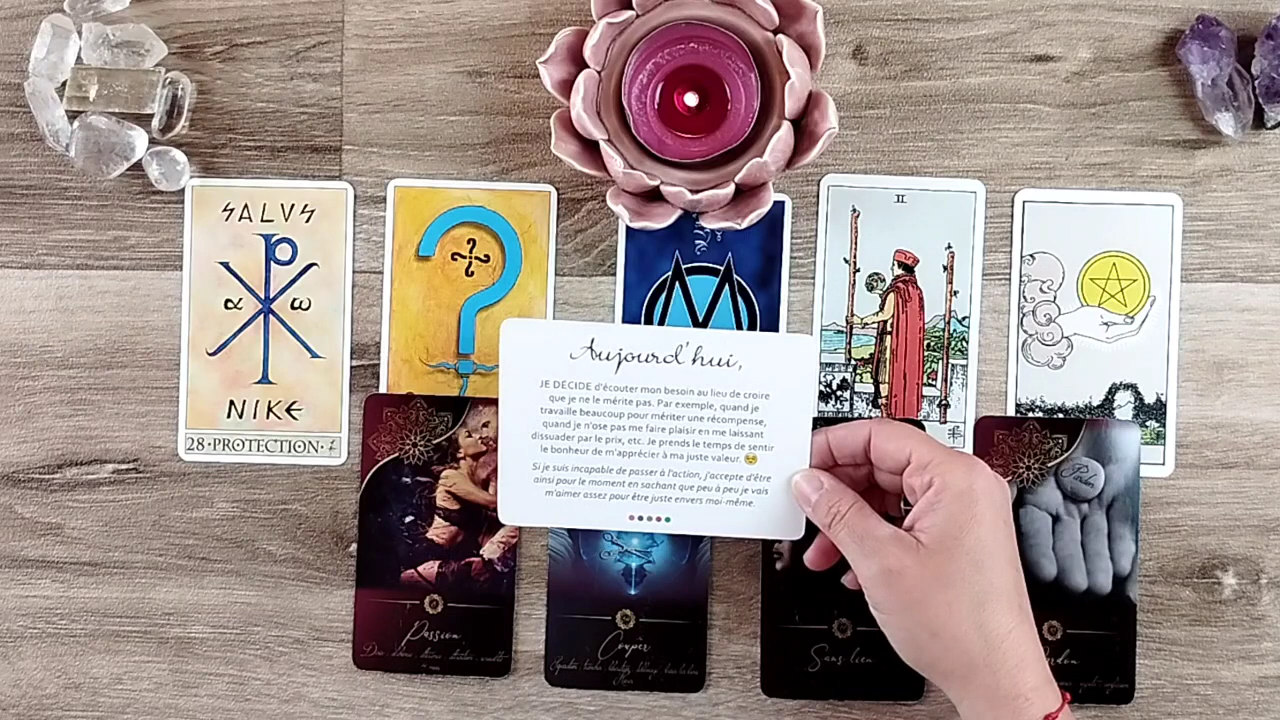 SALVS
α ω
NIKE
28·PROTECTION·
II
Aujourd'hui,
JE DÉCIDE d'écouter mon besoin au lieu de croire
que je ne le mérite pas. Par exemple, quand je
travaille beaucoup pour mériter une récompense,
quand je n'ose pas me faire plaisir en me laissant
dissuader par le prix, etc. Je prends le temps de sentir
le bonheur de m'apprécier à ma juste valeur.
Si je suis incapable de passer à l'action, j'accepte d'être
ainsi pour le moment en sachant que peu à peu je vais
m'aimer assez pour être juste envers moi-même.
Pardon
Passion
Couper
Sans lien